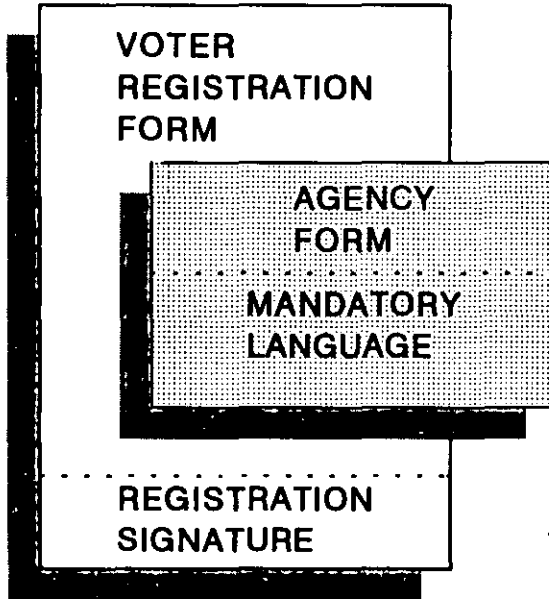 VOTER
REGISTRATION
FORM
AGENCY
FORM
MANDATORY
LANGUAGE
REGISTRATION
SIGNATURE